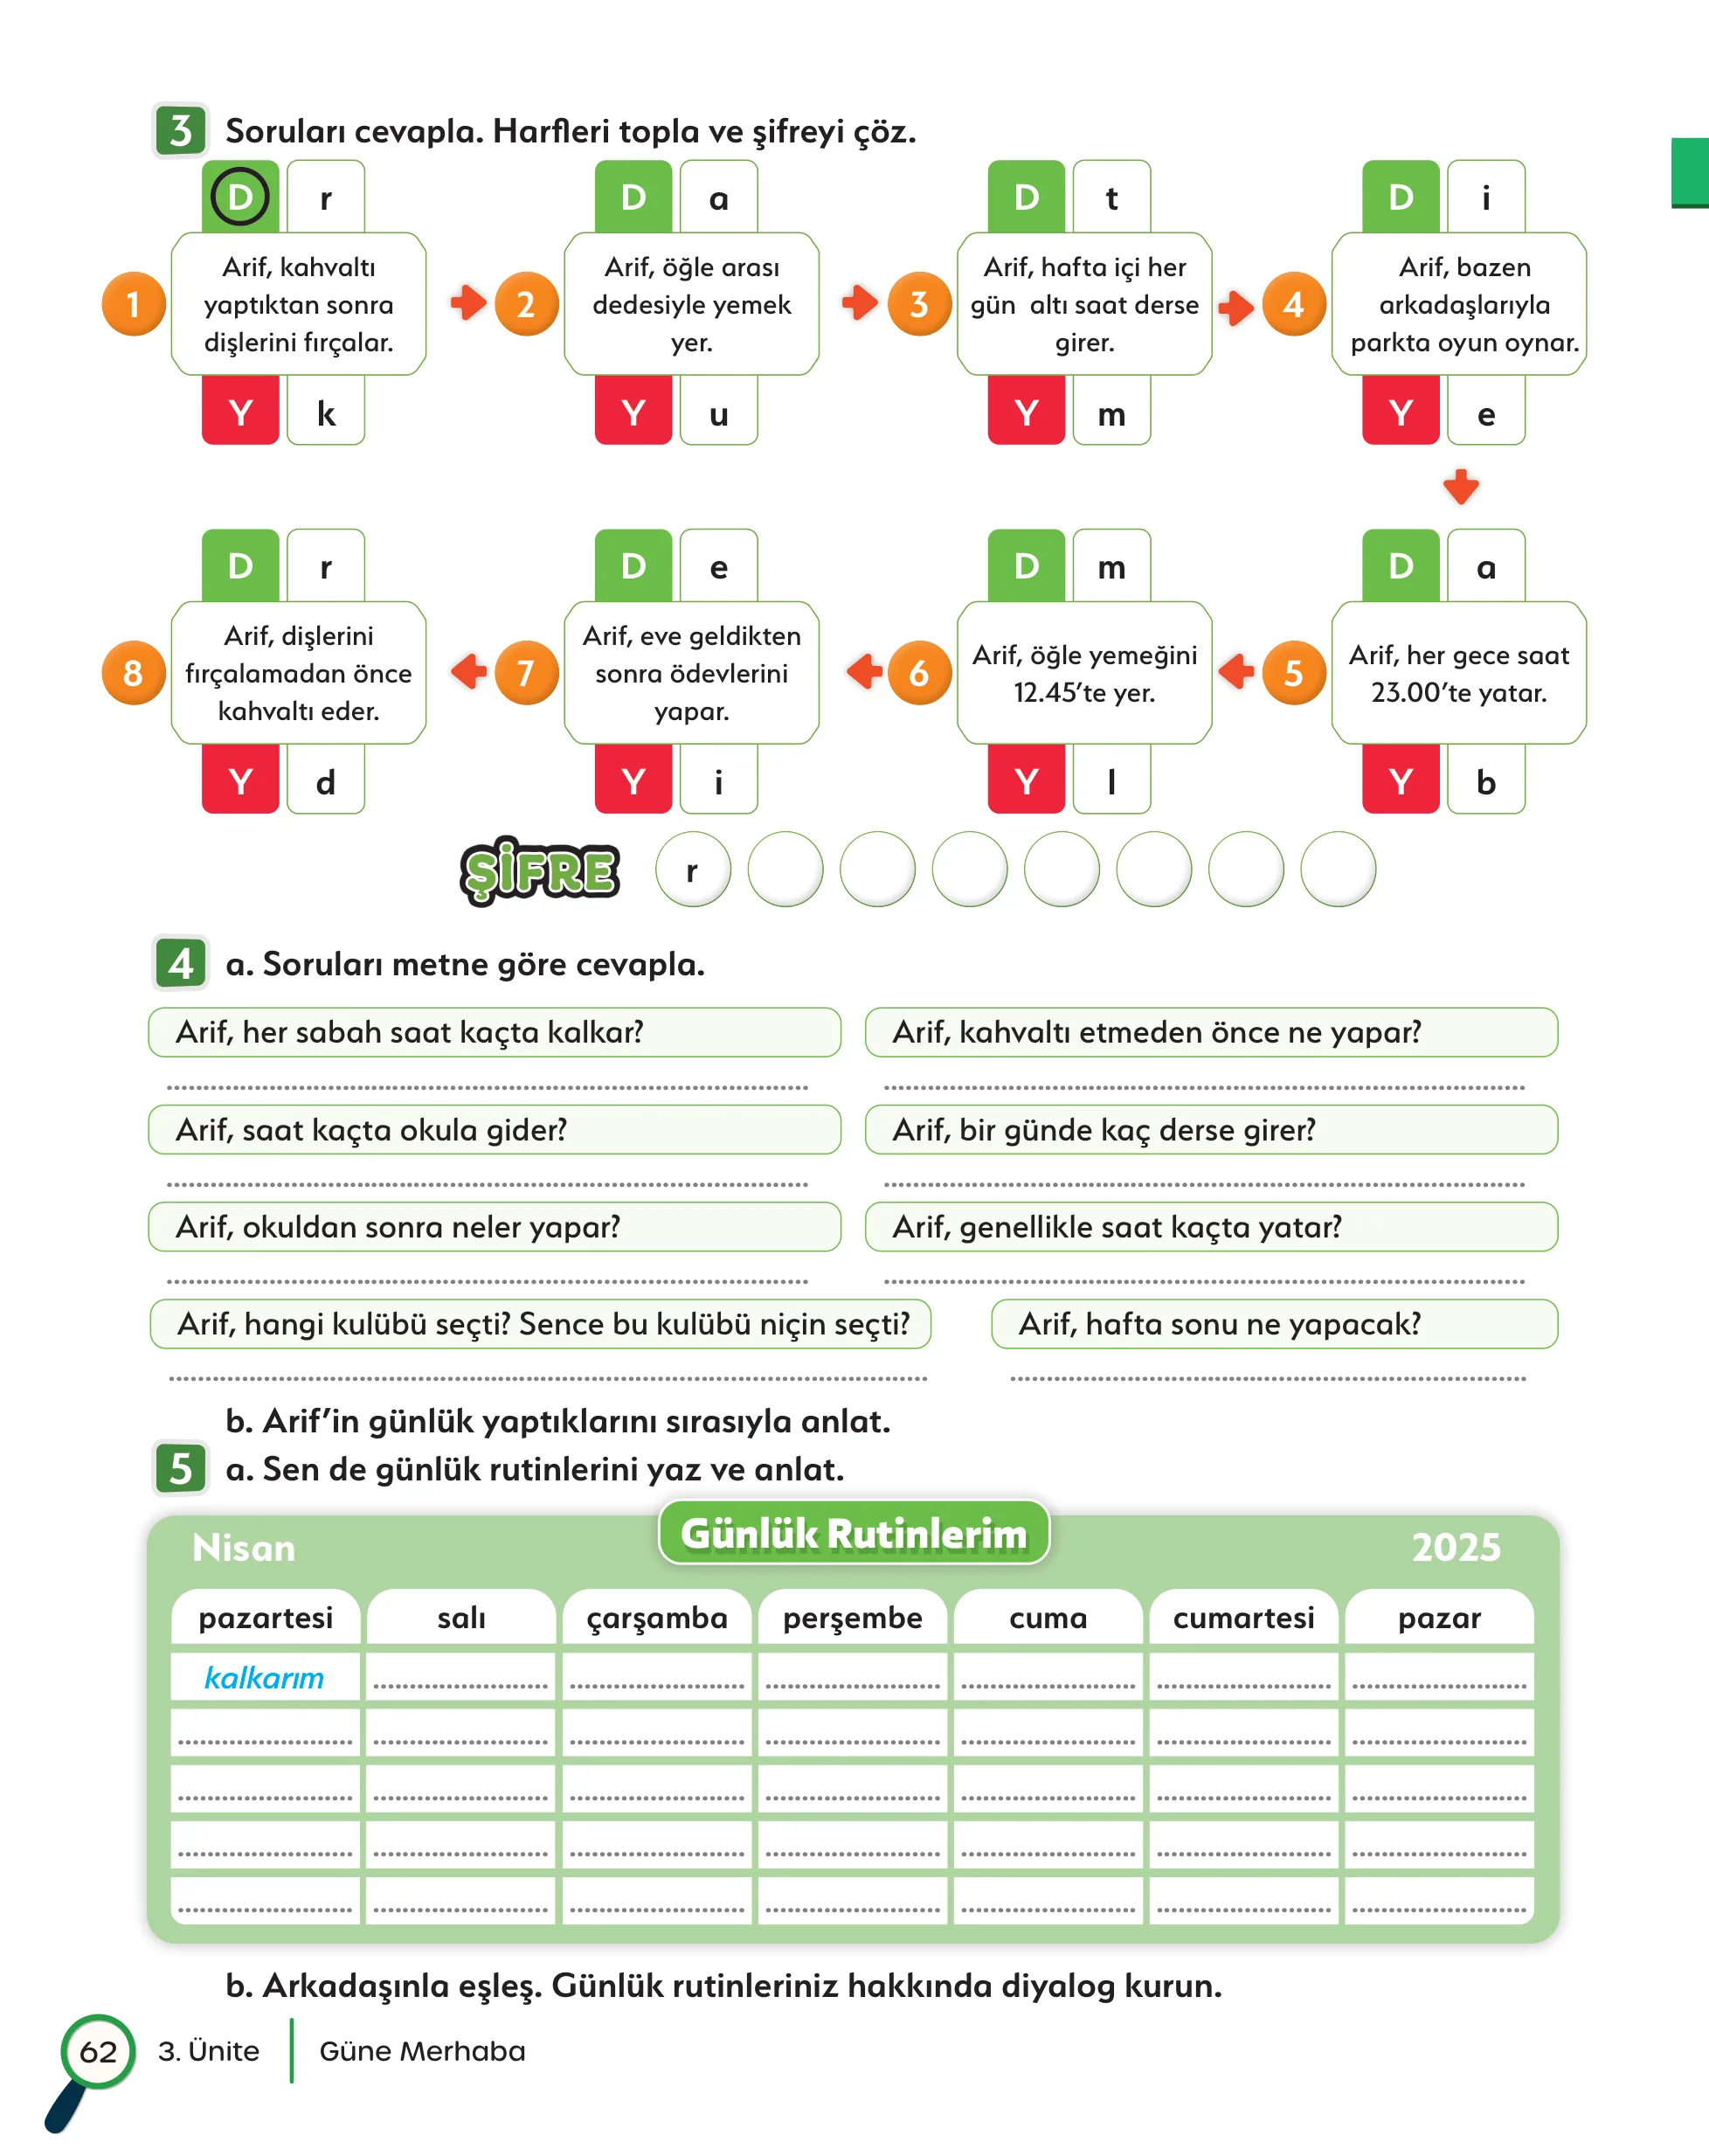 3 Soruları cevapla. Harfleri topla ve şifreyi çöz.
D r
1
Arif, kahvaltı
yaptıktan sonra
dişlerini fırçalar.
Y k
D a
2
Arif, öğle arası
dedesiyle yemek
yer.
Y u
D t
3
Arif, hafta içi her
gün altı saat derse
girer.
Y m
D i
4
Arif, bazen
arkadaşlarıyla
parkta oyun oynar.
Y e
D a
5
Arif, her gece saat
23.00’te yatar.
Y b
D m
6
Arif, öğle yemeğini
12.45’te yer.
Y l
D e
7
Arif, eve geldikten
sonra ödevlerini
yapar.
Y i
D r
8
Arif, dişlerini
fırçalamadan önce
kahvaltı eder.
Y d
ŞİFRE r
4 a. Soruları metne göre cevapla.
Arif, her sabah saat kaçta kalkar? Arif, kahvaltı etmeden önce ne yapar?
Arif, saat kaçta okula gider? Arif, bir günde kaç derse girer?
Arif, okuldan sonra neler yapar? Arif, genellikle saat kaçta yatar?
Arif, hangi kulübü seçti? Sence bu kulübü niçin seçti? Arif, hafta sonu ne yapacak?
b. Arif’in günlük yaptıklarını sırasıyla anlat.
5 a. Sen de günlük rutinlerini yaz ve anlat.
Nisan Günlük Rutinlerim 2025
pazartesi salı çarşamba perşembe cuma cumartesi pazar
kalkarım
b. Arkadaşınla eşleş. Günlük rutinleriniz hakkında diyalog kurun.
62 3. Ünite Güne Merhaba